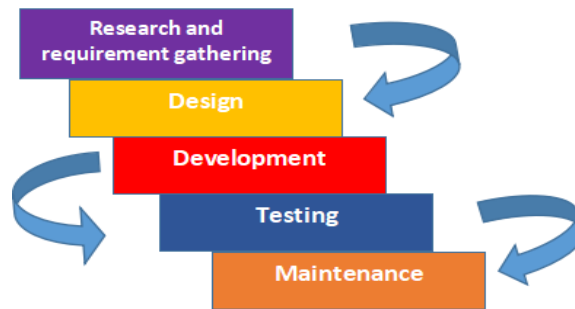 Research and
requirement gathering
Design
Development
Testing
Maintenance